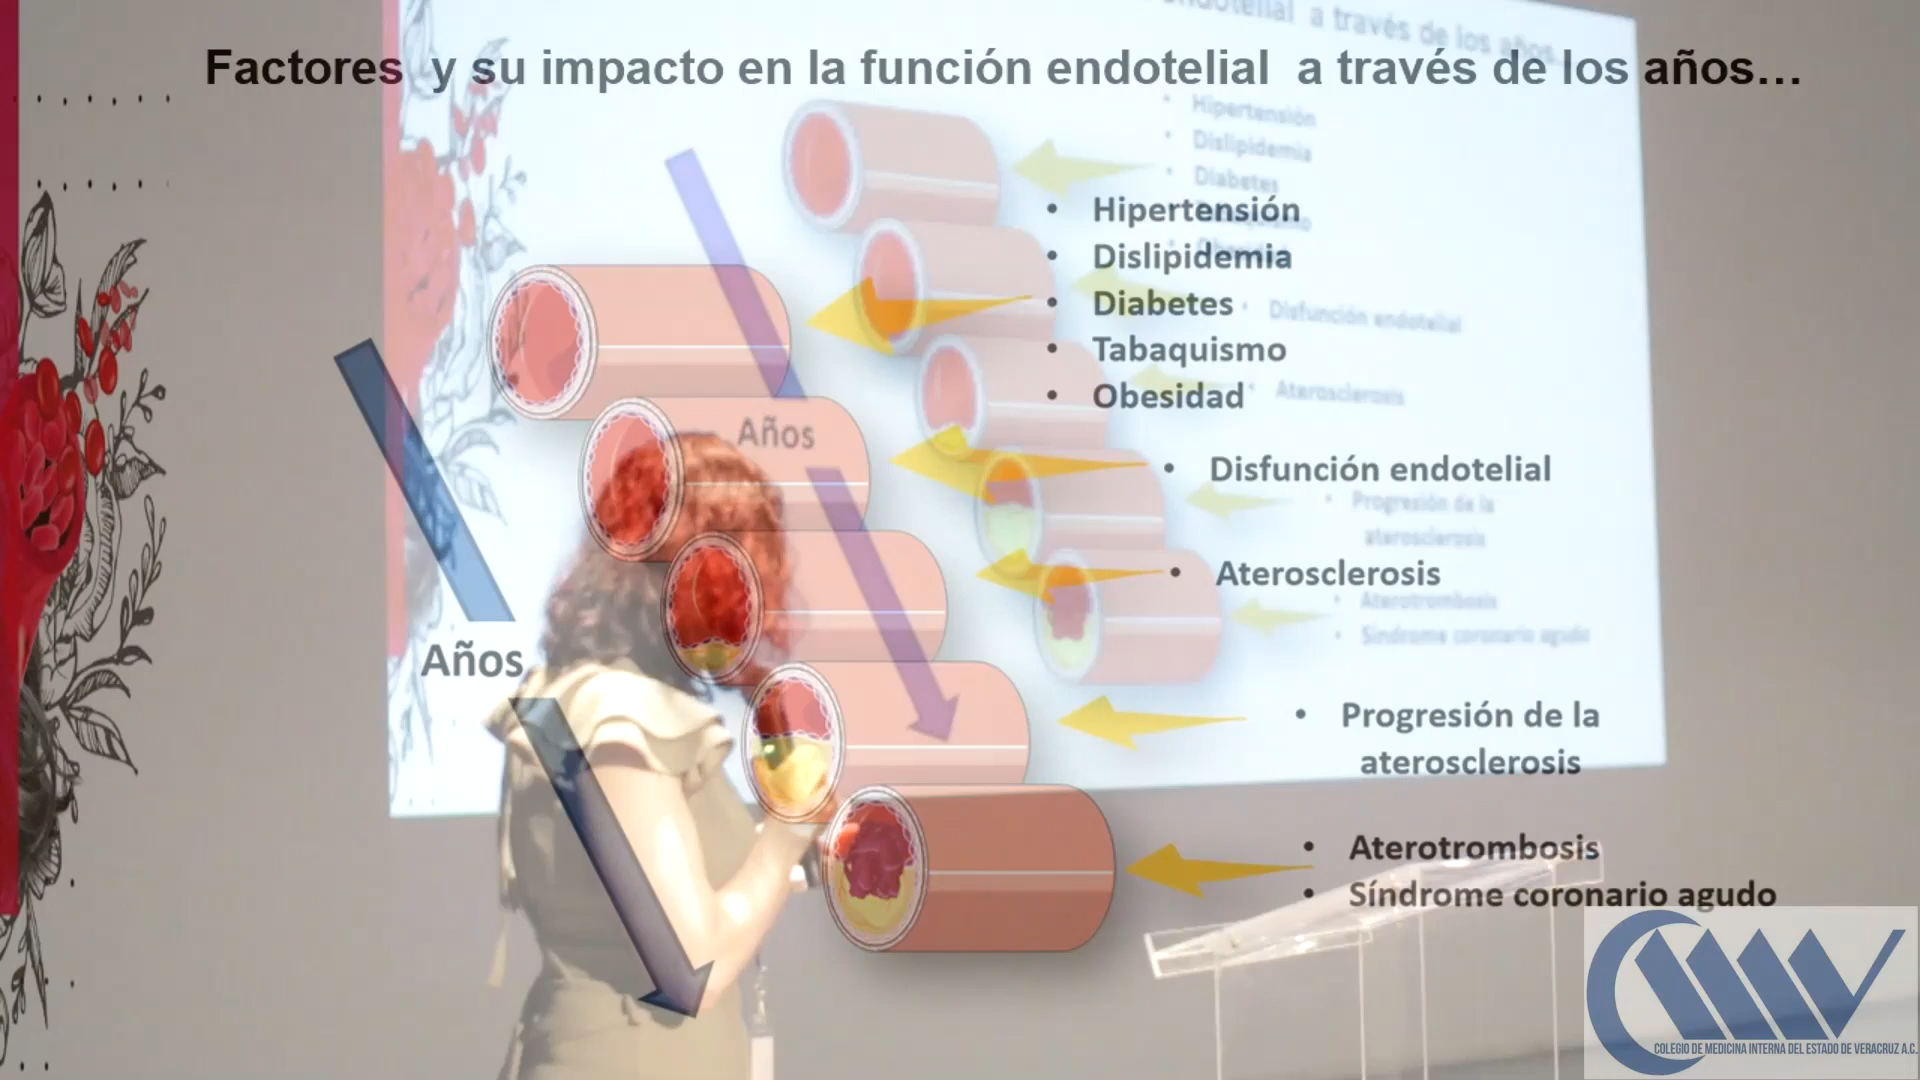 endotelial a través de los años...
Factores y su impacto en la función endotelial a través de los años...
Hipertensión
Dislipidemia
Diabetes
• Hipertensión
• Dislipidemia
• Diabetes
• Tabaquismo
• Obesidad
Disfunción endotelial
Aterosclerosis
Años
• Disfunción endotelial
Progresión de la
aterosclerosis
• Aterosclerosis
Aterotrombosis
Síndrome coronario agudo
Años
• Progresión de la
aterosclerosis
• Aterotrombosis
• Síndrome coronario agudo
COLEGIO DE MEDICINA INTERNA DEL ESTADO DE VERACRUZ A.C.